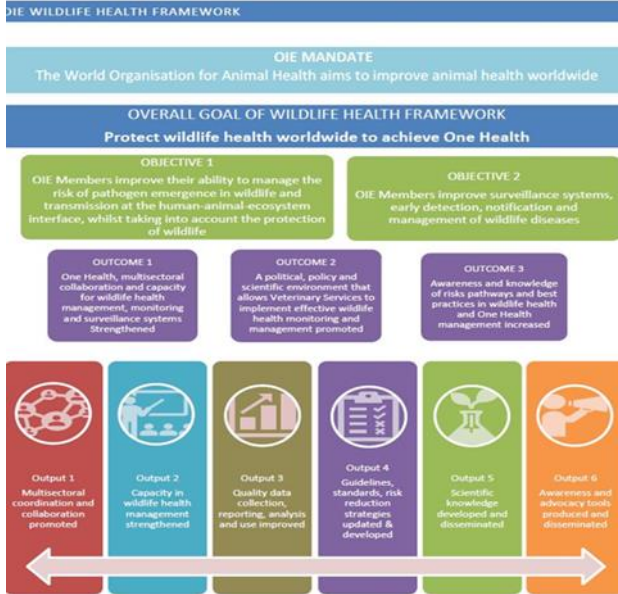 OIE WILDLIFE HEALTH FRAMEWORK
OIE MANDATE
The World Organisation for Animal Health aims to improve animal health worldwide
OVERALL GOAL OF WILDLIFE HEALTH FRAMEWORK
Protect wildlife health worldwide to achieve One Health
OBJECTIVE 1
OIE Members improve their ability to manage the
risk of pathogen emergence in wildlife and
transmission at the human-animal-ecosystem
interface, whilst taking into account the protection
of wildlife
OBJECTIVE 2
OIE Members improve surveillance systems,
early detection, notification and
management of wildlife diseases
OUTCOME 1
One Health, multisectoral
collaboration and capacity
for wildlife health
management, monitoring
and surveillance systems
Strengthened
OUTCOME 2
A political, policy and
scientific environment that
allows Veterinary Services to
implement effective wildlife
health monitoring and
management promoted
OUTCOME 3
Awareness and knowledge
of risks pathways and best
practices in wildlife health
and One Health
management increased
Output 1
Multisectoral
coordination and
collaboration
promoted
Output 2
Capacity in
wildlife health
management
strengthened
Output 3
Quality data
collection,
reporting, analysis
and use improved
Output 4
Guidelines,
standards, risk
reduction
strategies
updated &
developed
Output 5
Scientific
knowledge
developed and
disseminated
Output 6
Awareness and
advocacy tools
produced and
disseminated